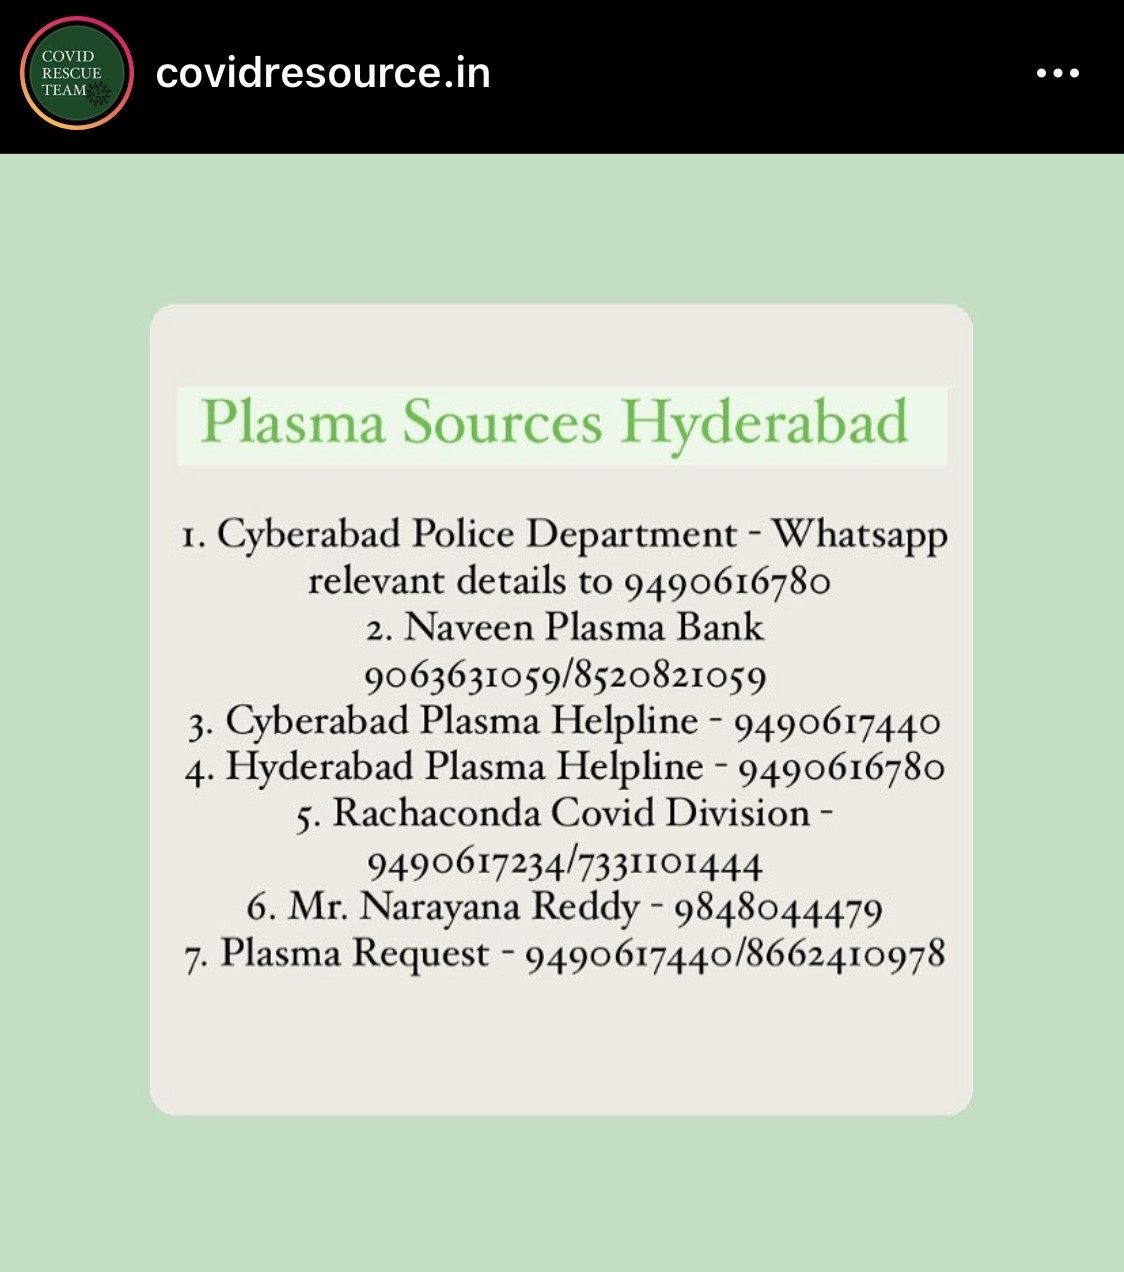 COVID
RESCUE
TEAM
covidresource.in
Plasma Sources Hyderabad
1. Cyberabad Police Department - Whatsapp
relevant details to 9490616780
2. Naveen Plasma Bank
9063631059/8520821059
3. Cyberabad Plasma Helpline - 9490617440
4. Hyderabad Plasma Helpline - 9490616780
5. Rachaconda Covid Division -
9490617234/7331101444
6. Mr. Narayana Reddy - 9848044479
7. Plasma Request - 9490617440/8662410978